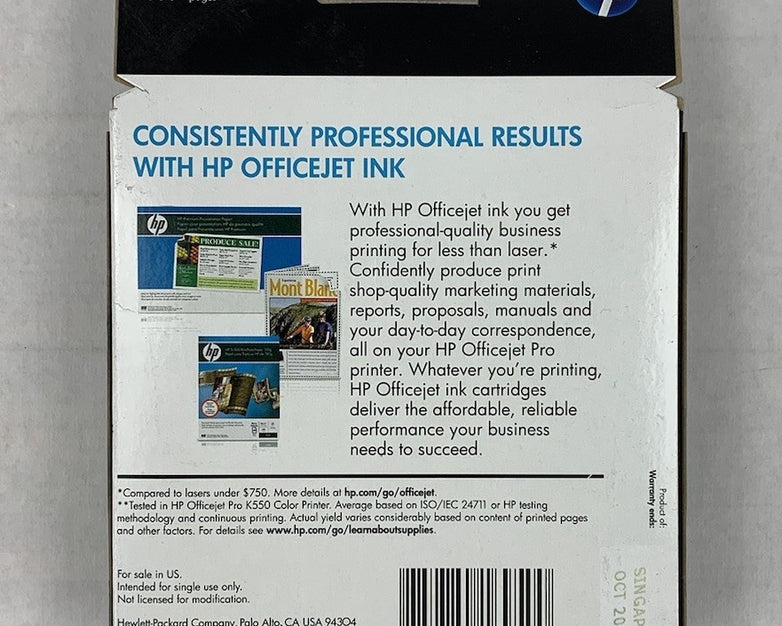 CONSISTENTLY PROFESSIONAL RESULTS
WITH HP OFFICEJET INK
hp
PRODUCE SALE!
Mont Blanc
hp
With HP Officejet ink you get
professional-quality business
printing for less than laser.*
Confidently produce print
shop-quality marketing materials,
reports, proposals, manuals and
your day-to-day correspondence,
all on your HP Officejet Pro
printer. Whatever you're printing,
HP Officejet ink cartridges
deliver the affordable, reliable
performance your business
needs to succeed.
*Compared to lasers under $750. More details at hp.com/go/officejet.
**Tested in HP Officejet Pro K550 Color Printer. Average based on ISO/IEC 24711 or HP testing
methodology and continuous printing. Actual yield varies considerably based on content of printed pages
and other factors. For details see www.hp.com/go/learnaboutsupplies.
Product of:
Warranty ends:
SINGAP
OCT 20
For sale in US.
Intended for single use only.
Not licensed for modification.
Hewlett-Packard Company, Palo Alto, CA USA 94304